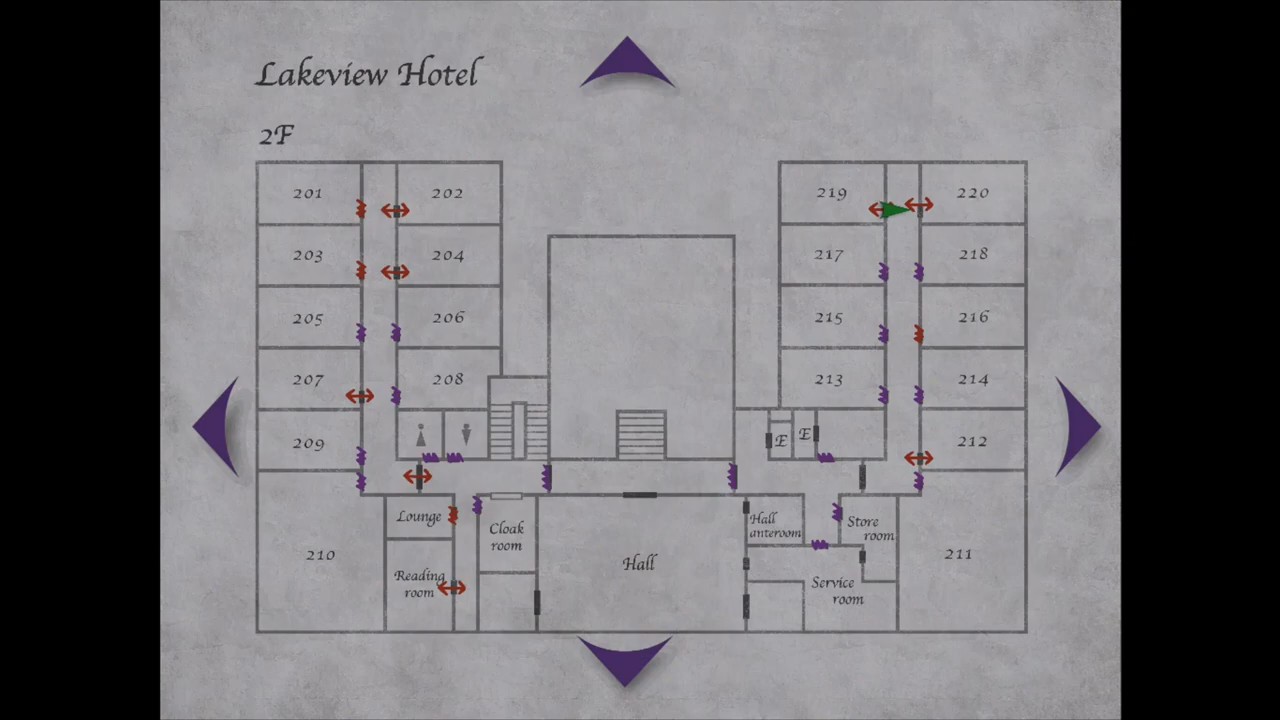 Lakeview Hotel
2F
201 202 219 220
203 204 217 218
205 206 215 216
207 208 213 214
209 E E 212
Lounge Hall
anteroom Store
room
Cloak
room
210 Hall 211
Reading
room Service
room